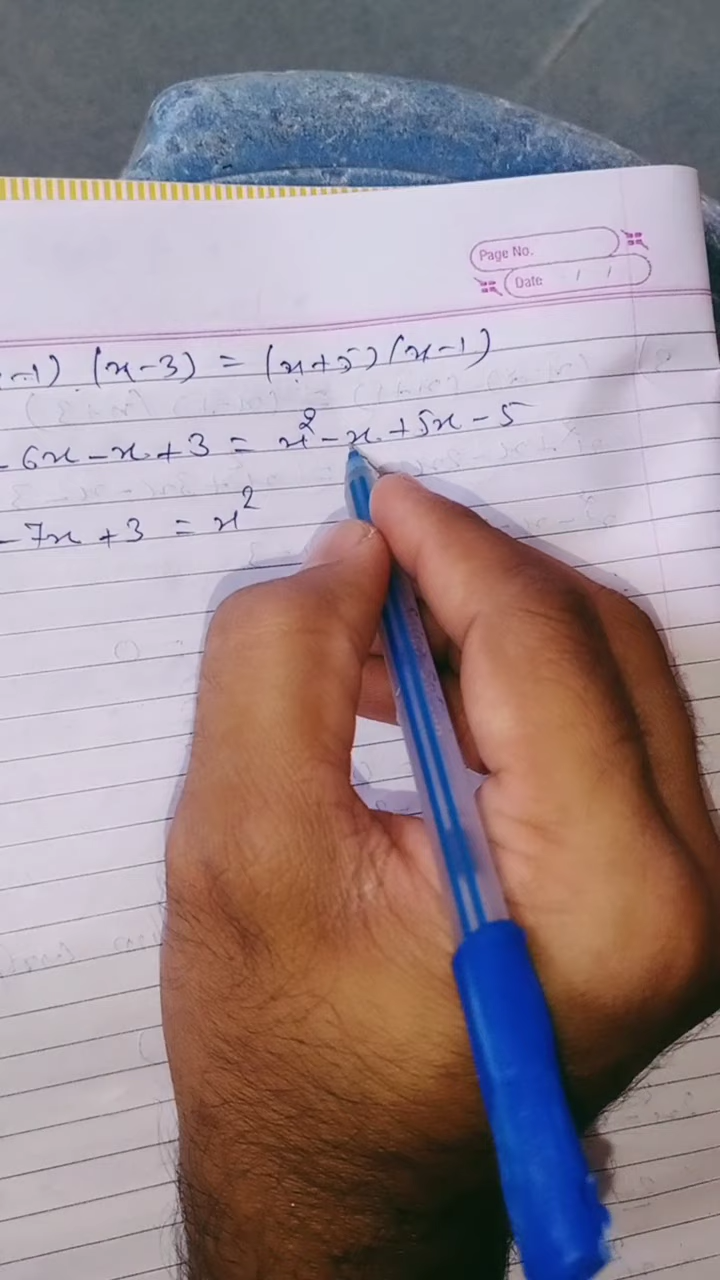 Page No.
Date / /
-1) (x-3) = (x+5) (x-1)
- 6x - x + 3 = x² - x + 5x - 5
- 7x + 3 = x²